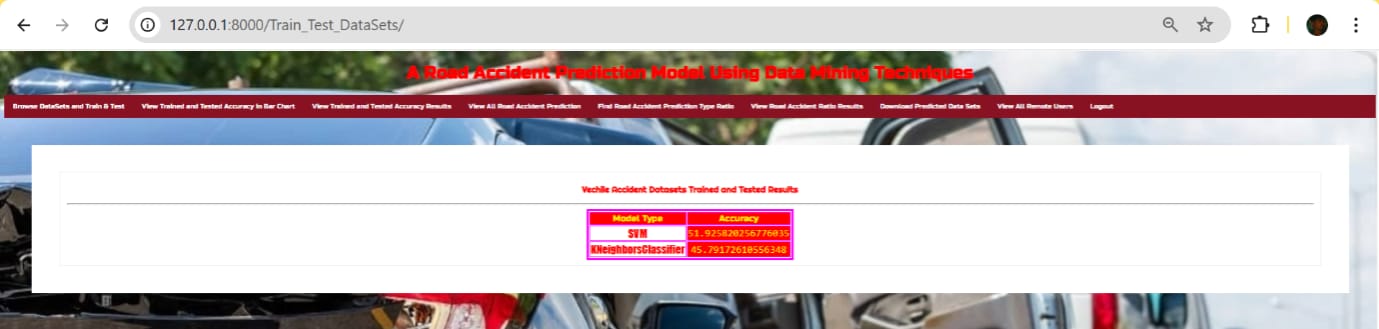 127.0.0.1:8000/Train_Test_DataSets/
A Road Accident Prediction Model Using Data Mining Techniques
Browse DataSets and Train & Test View Trained and Tested Accuracy in Bar Chart View Trained and Tested Accuracy Results View All Road Accident Prediction Find Road Accident Prediction Type Ratio View Road Accident Ratio Results Download Predicted Data Sets View All Remote Users Logout
Vechile Accident Datasets Trained and Tested Results
Model Type Accuracy
SVM 51.925820256776035
KNeighborsClassifier 45.79172610556348